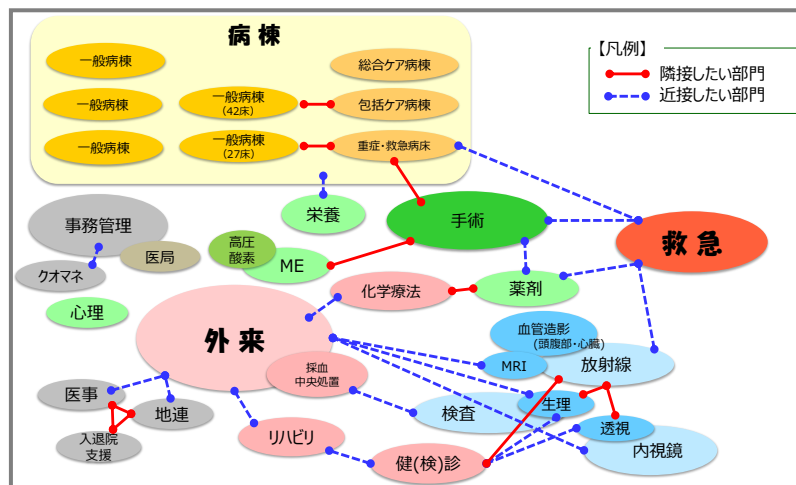 病棟
一般病棟
総合ケア病棟
一般病棟
一般病棟
(42床)
包括ケア病棟
一般病棟
一般病棟
(27床)
重症・救急病床
【凡例】
隣接したい部門
近接したい部門
栄養
手術
救急
事務管理
医局
クオマネ
高圧
酸素
ME
心理
化学療法
薬剤
外来
血管造影
(頭腹部・心臓)
MRI
放射線
採血
中央処置
医事
地連
入退院
支援
検査
生理
透視
リハビリ
健(検)診
内視鏡